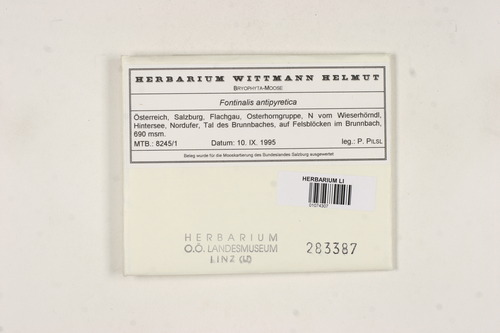 HERBARIUM WITTMANN HELMUT
BRYOPHYTA-MOOSE
Fontinalis antipyretica
Österreich, Salzburg, Flachgau, Osterhorngruppe, N vom Wieserhörndl,
Hintersee, Nordufer, Tal des Brunnbaches, auf Felsblöcken im Brunnbach,
690 msm.
MTB.: 8245/1 Datum: 10. IX. 1995 leg.: P. PILSL
Beleg wurde für die Mooskartierung des Bundeslandes Salzburg ausgewertet
HERBARIUM LI
01074307
HERBARIUM
O.Ö. LANDESMUSEUM
LINZ
283387